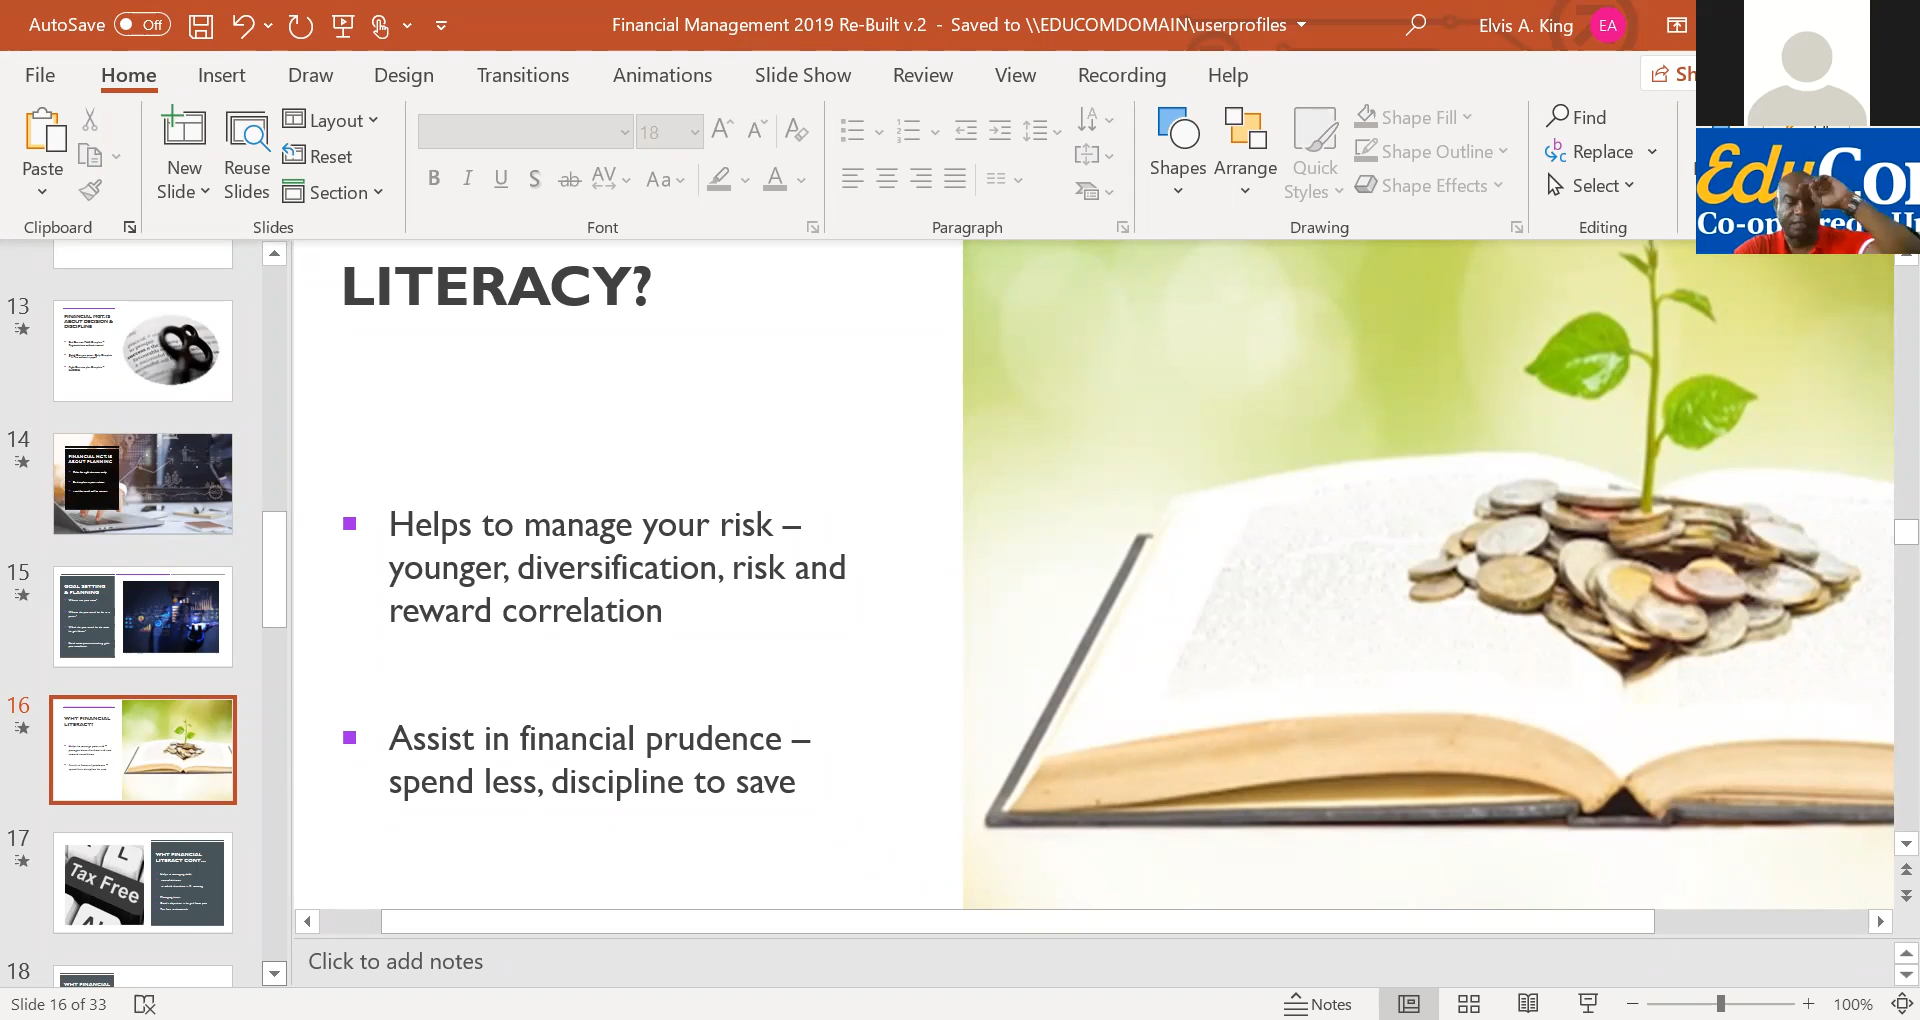 AutoSave Off
Financial Management 2019 Re-Built v.2 - Saved to \\EDUCOMDOMAIN\userprofiles
Elvis A. King EA
File Home Insert Draw Design Transitions Animations Slide Show Review View Recording Help
Sh
Paste
New Slide
Reuse Slides
Layout
Reset
Section
18
Shapes
Arrange
Quick Styles
Shape Fill
Shape Outline
Shape Effects
Find
Replace
Select
Clipboard Slides Font Paragraph Drawing Editing
EduCo
Co-op
13
FINANCIAL MGT. IS
ABOUT DECISION &
DISCIPLINE
14
FINANCIAL MGT. IS
ABOUT PLANNING
15
GOAL SETTING
& PLANNING
16
WHY FINANCIAL
LITERACY?
17
Tax Free
WHY FINANCIAL
LITERACY CONT...
18
WHY FINANCIAL
LITERACY?
Helps to manage your risk –
younger, diversification, risk and
reward correlation
Assist in financial prudence –
spend less, discipline to save
Click to add notes
Slide 16 of 33
Notes
100%